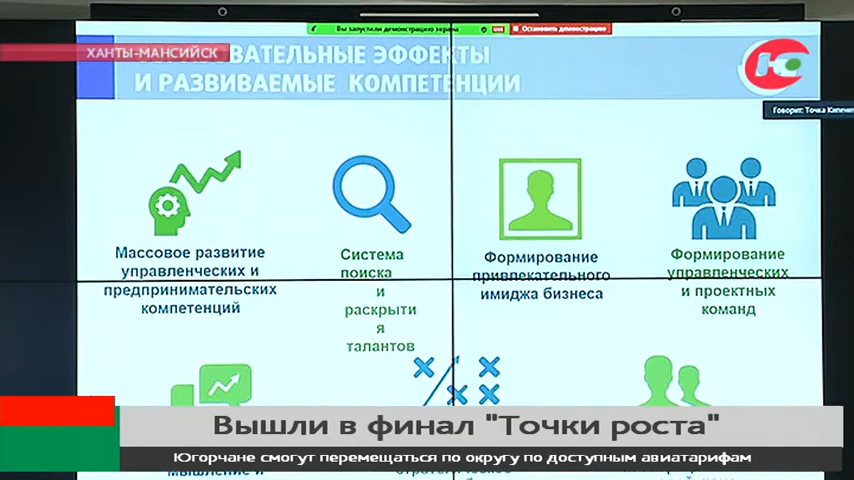 Вы запустили демонстрацию экрана
Остановить демонстрацию
ХАНТЫ-МАНСИЙСК
ЭФФЕКТЫ
И РАЗВИВАЕМЫЕ КОМПЕТЕНЦИИ
Ю
Говорит: Точка
Массовое развитие
управленческих и
предпринимательских
компетенций
Система
поиска
и
раскрыти
я
талантов
Формирование
привлекательного
имиджа бизнеса
Формирование
управленческих
и проектных
команд
Вышли в финал "Точки роста"
Югорчане смогут перемещаться по округу по доступным авиатарифам